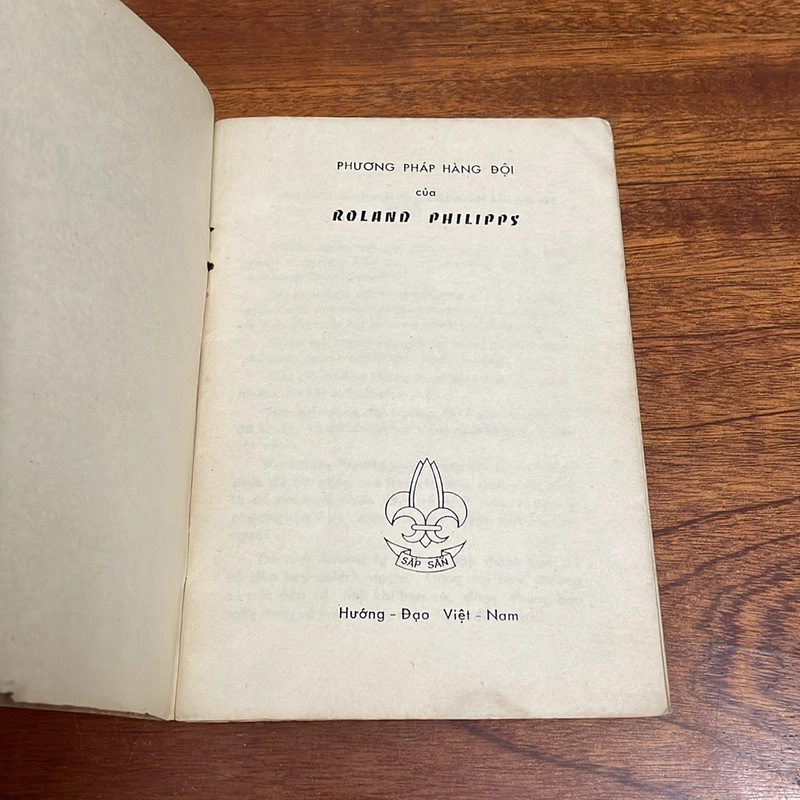 PHƯƠNG PHÁP HÀNG ĐỘI
của
ROLAND PHILIPPS
SẮP SẴN
Hướng - Đạo Việt - Nam